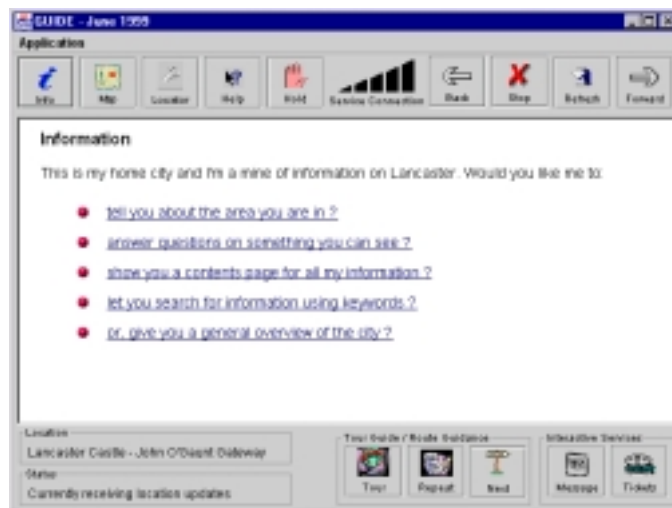 GUIDE - June 1999
Application
Info
Map
Location
Help
Hold
Service Connection
Back
Stop
Refresh
Forward
Information
This is my home city and I'm a mine of information on Lancaster. Would you like me to:
tell you about the area you are in ?
answer questions on something you can see ?
show you a contents page for all my information ?
let you search for information using keywords ?
or, give you a general overview of the city ?
Location
Lancaster Castle - John O'Gaunt Gateway
Status
Currently receiving location updates
Tour Guide / Route Guidance
Tour
Repeat
Next
Interactive Services
Message
Tickets